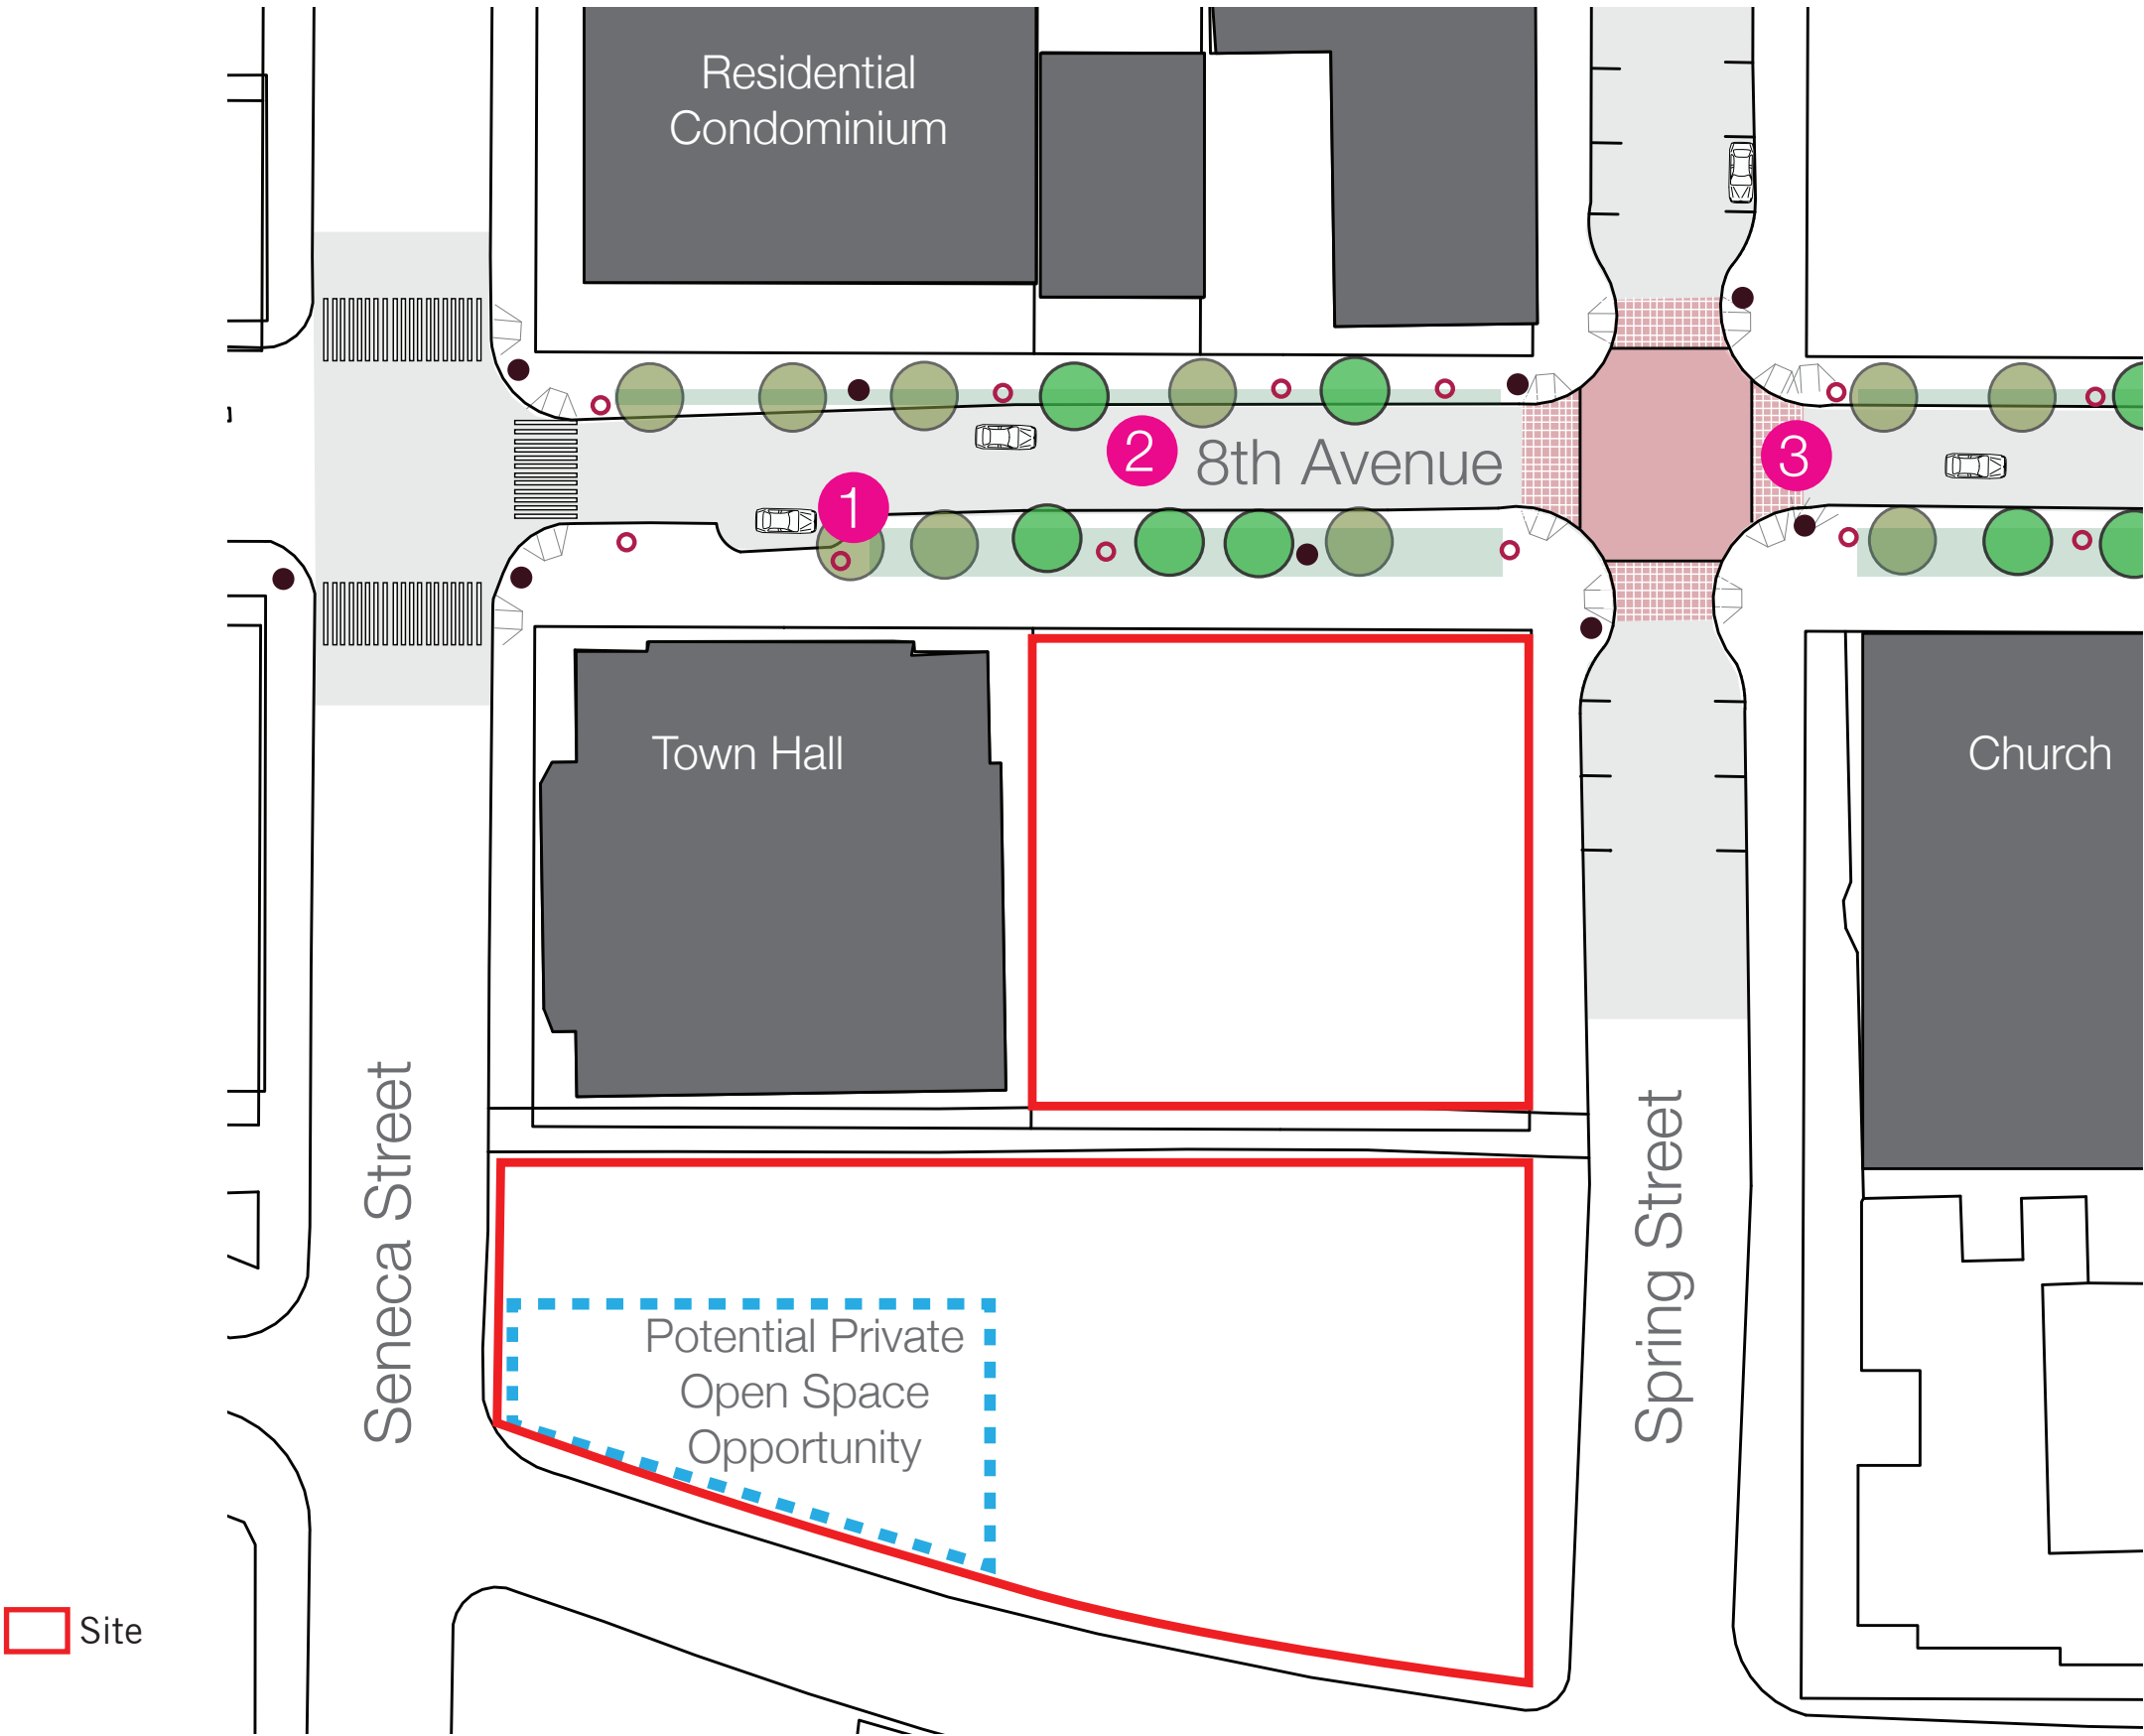 Residential
Condominium
1
2
8th Avenue
3
Town Hall
Church
Seneca Street
Spring Street
Potential Private
Open Space
Opportunity
Site